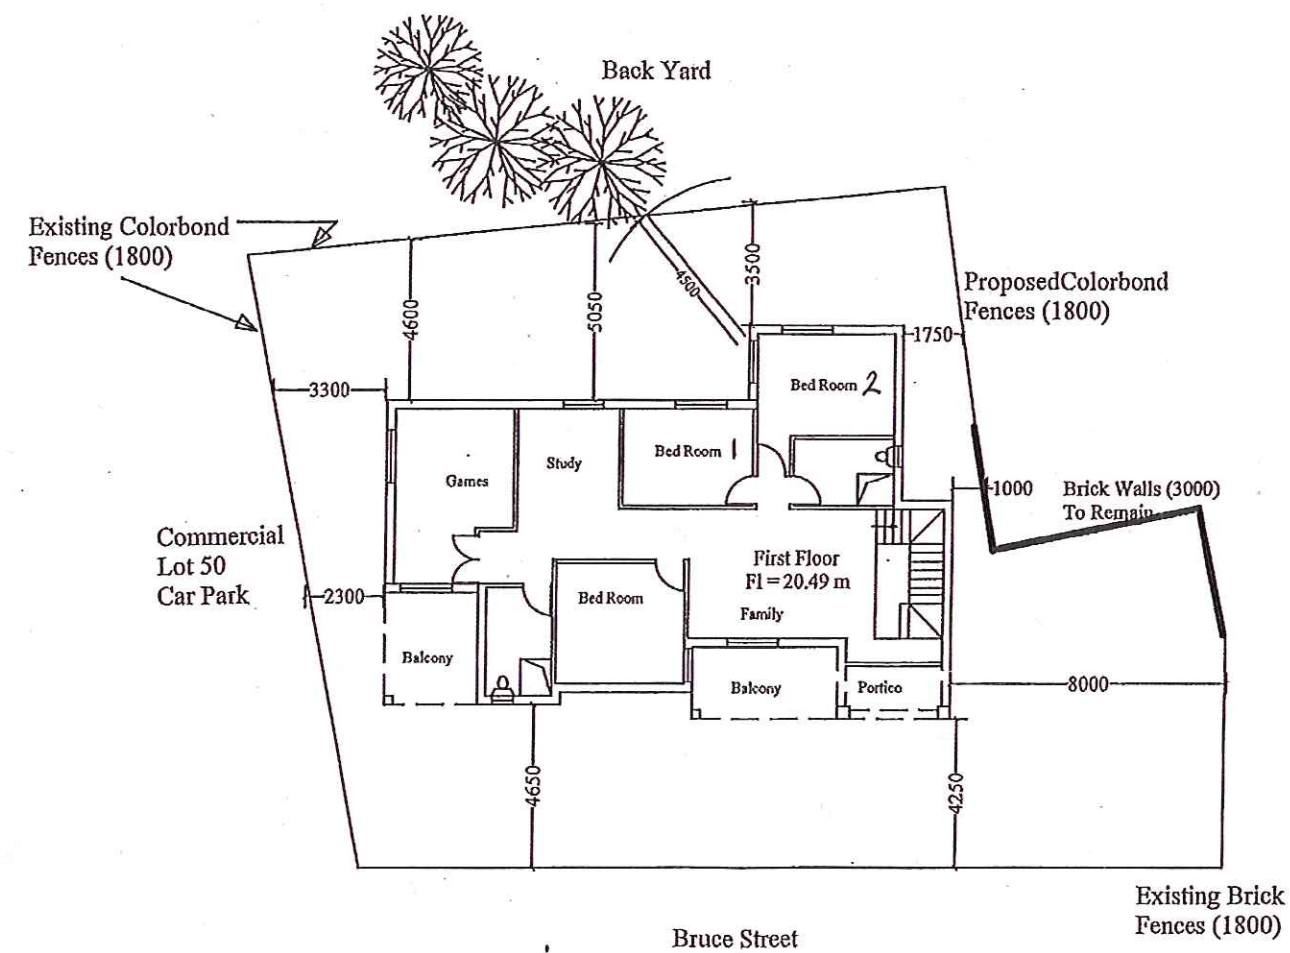 Back Yard
Existing Colorbond
Fences (1800)
4600
5050
4500
3500
ProposedColorbond
Fences (1800)
1750
3300
Bed Room 2
Games
Study
Bed Room 1
1000
Brick Walls (3000)
To Remain
Commercial
Lot 50
Car Park
2300
First Floor
Fl = 20.49 m
Bed Room
Family
Balcony
Balcony
Portico
8000
4650
4250
Existing Brick
Fences (1800)
Bruce Street